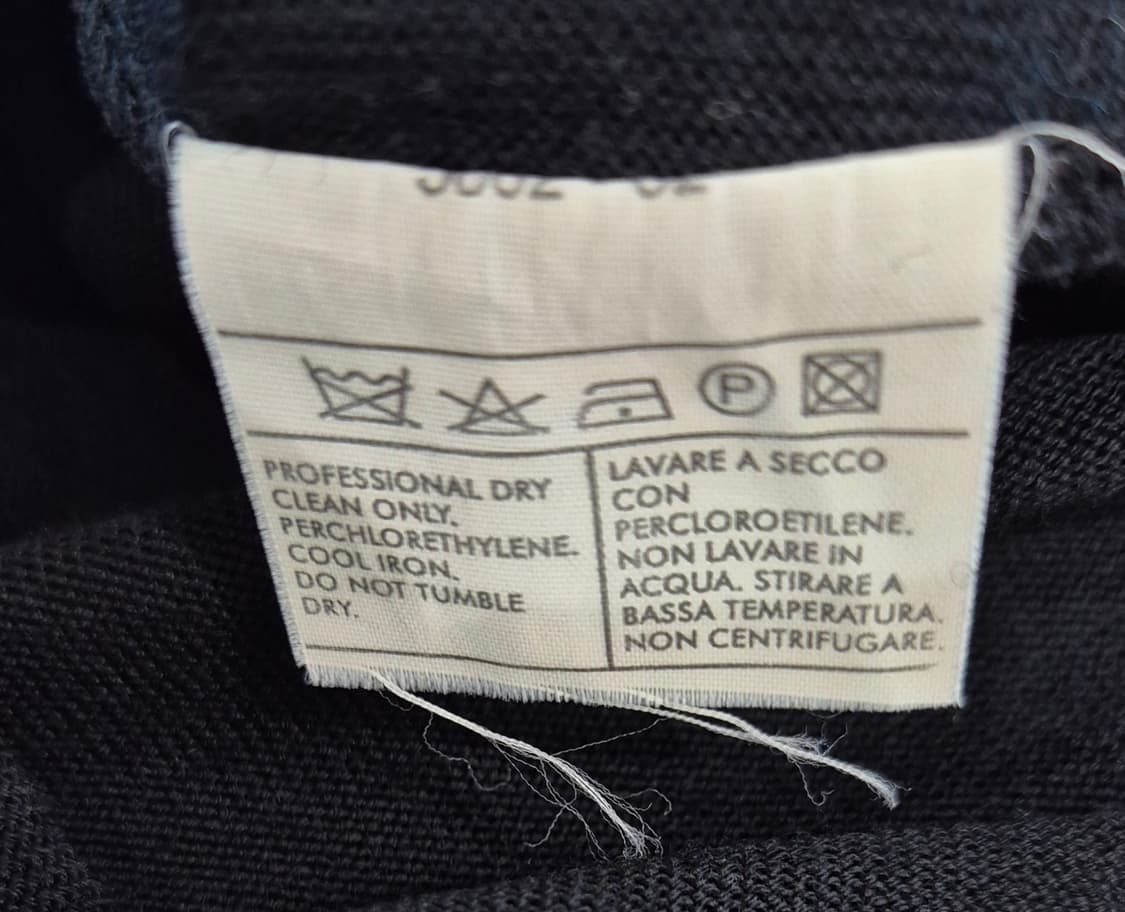 P
PROFESSIONAL DRY
CLEAN ONLY.
PERCHLORETHYLENE.
COOL IRON.
DO NOT TUMBLE
DRY.
LAVARE A SECCO
CON
PERCLOROETILENE.
NON LAVARE IN
ACQUA. STIRARE A
BASSA TEMPERATURA.
NON CENTRIFUGARE.